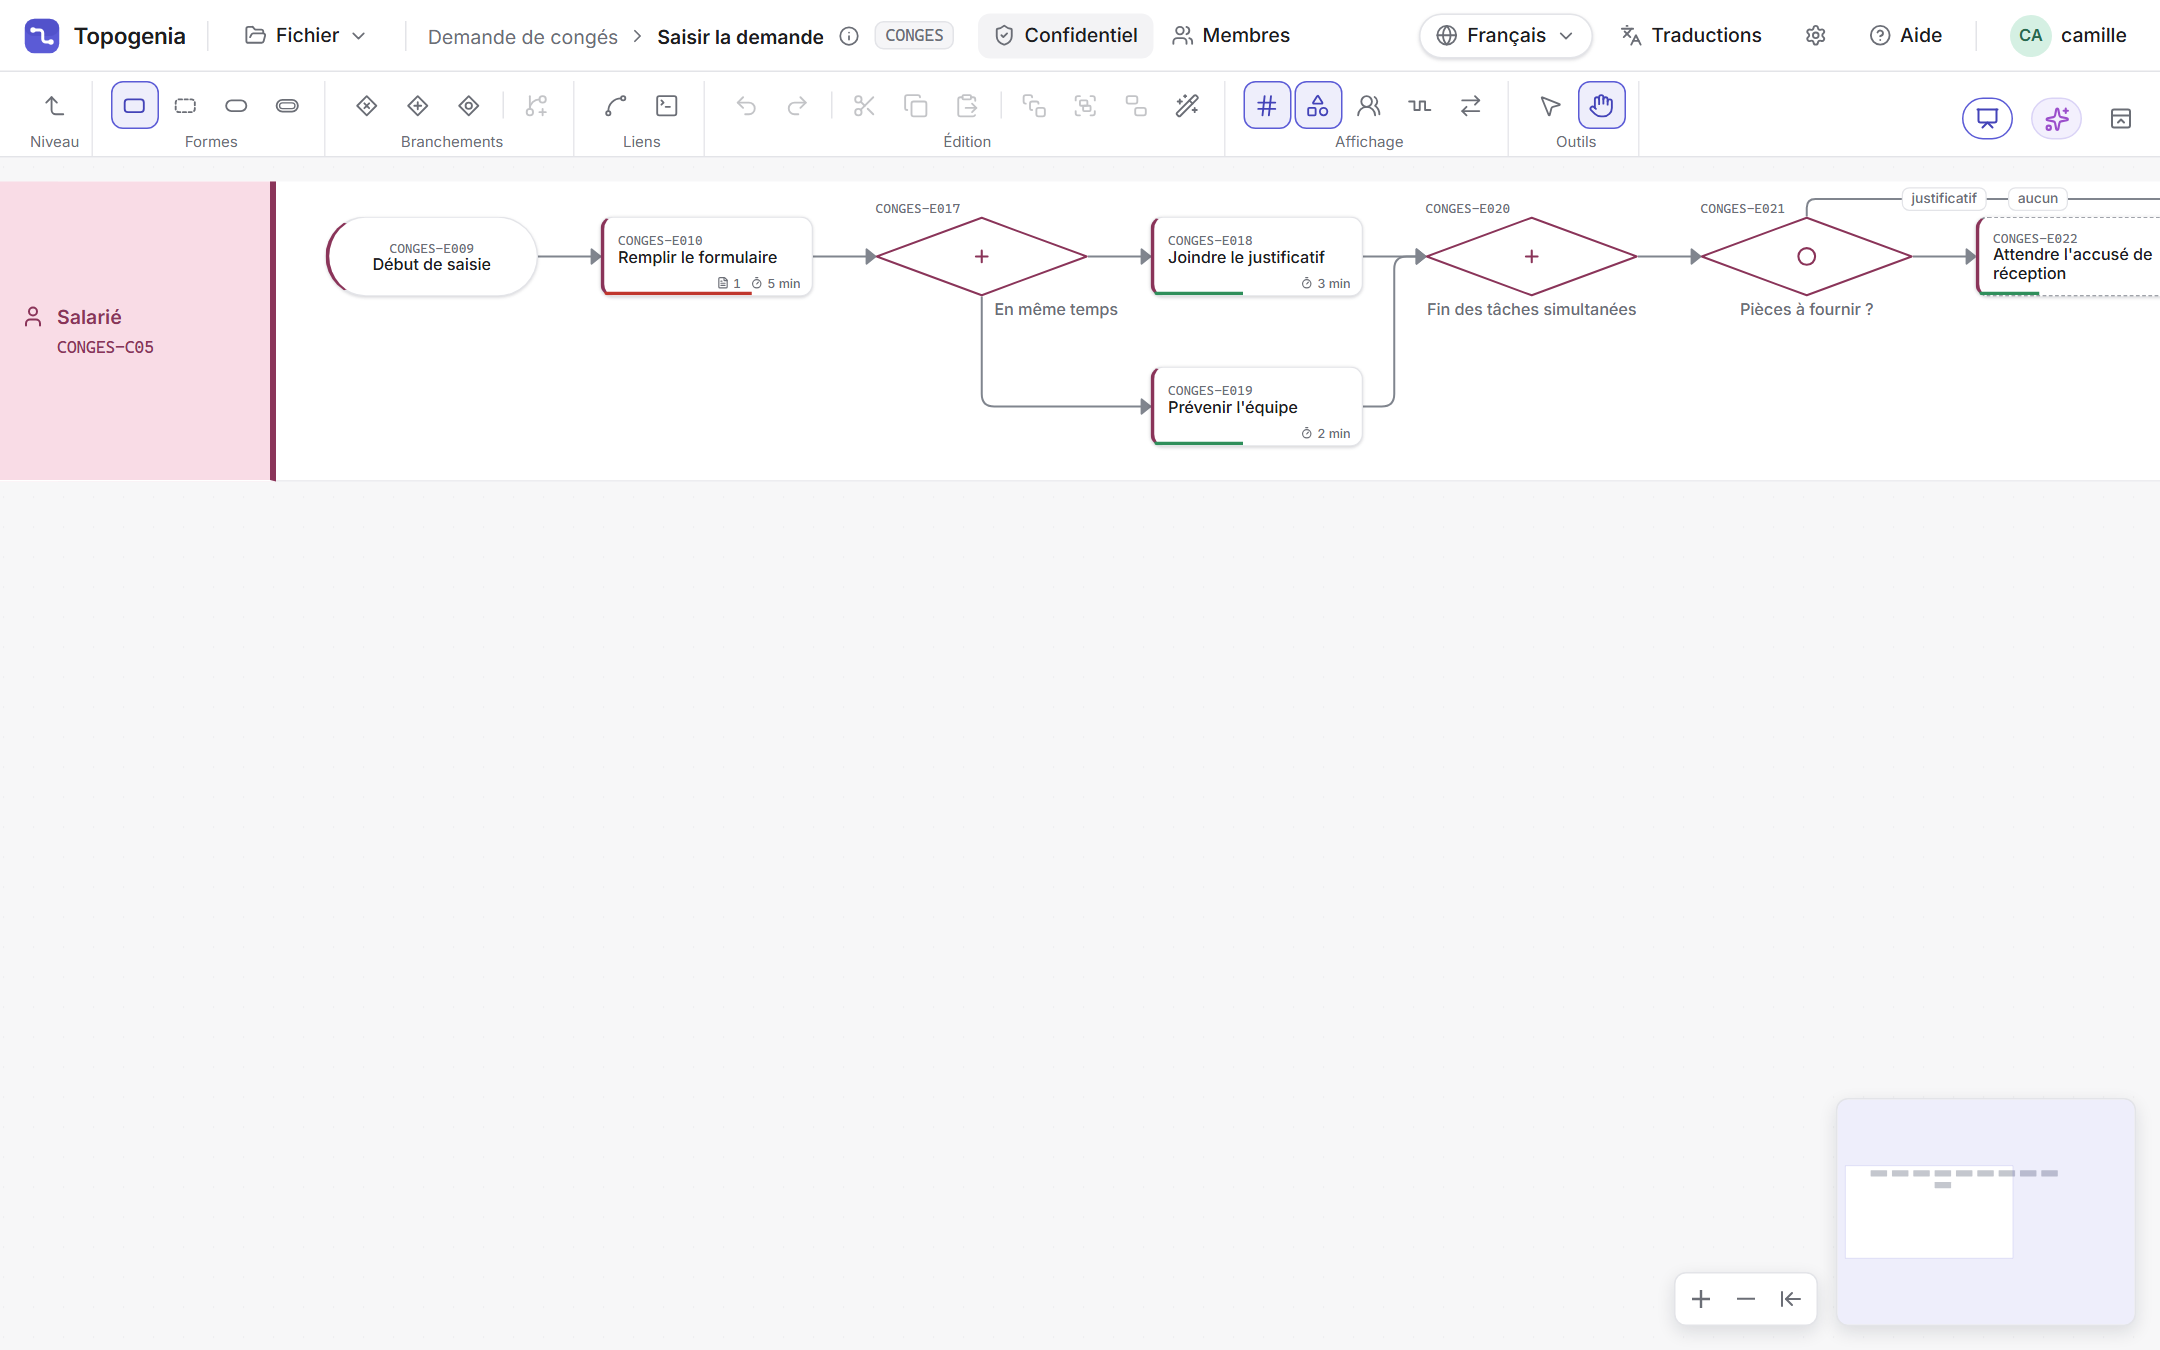 Topogenia
Fichier
Demande de congés
Saisir la demande
CONGES
Confidentiel
Membres
Français
Traductions
Aide
CA
camille
Niveau
Formes
Branchements
Liens
Édition
Affichage
Outils
Salarié
CONGES-C05
CONGES-E009
Début de saisie
CONGES-E010
Remplir le formulaire
1
5 min
CONGES-E017
En même temps
CONGES-E018
Joindre le justificatif
3 min
CONGES-E019
Prévenir l'équipe
2 min
CONGES-E020
Fin des tâches simultanées
CONGES-E021
Pièces à fournir ?
justificatif
aucun
CONGES-E022
Attendre l'accusé de
réception